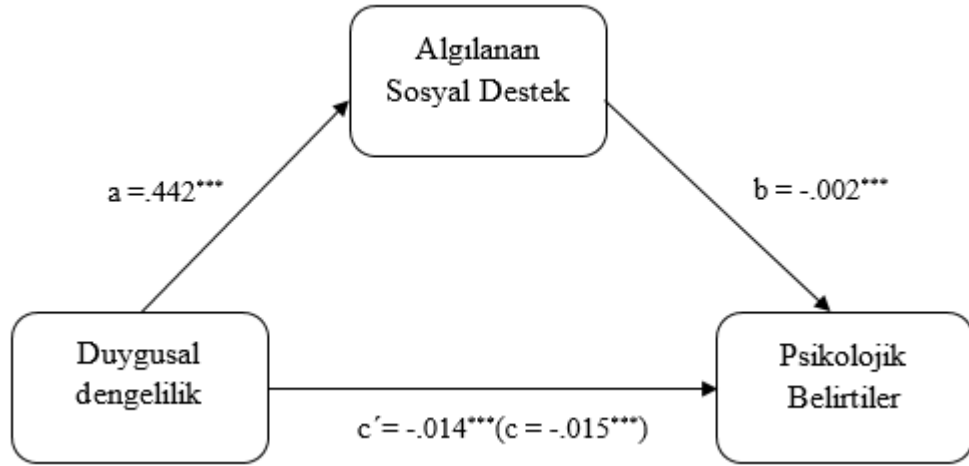 Algılanan
Sosyal Destek
a =.442***
b = -.002***
Duygusal
dengelilik
c´= -.014***(c = -.015***)
Psikolojik
Belirtiler